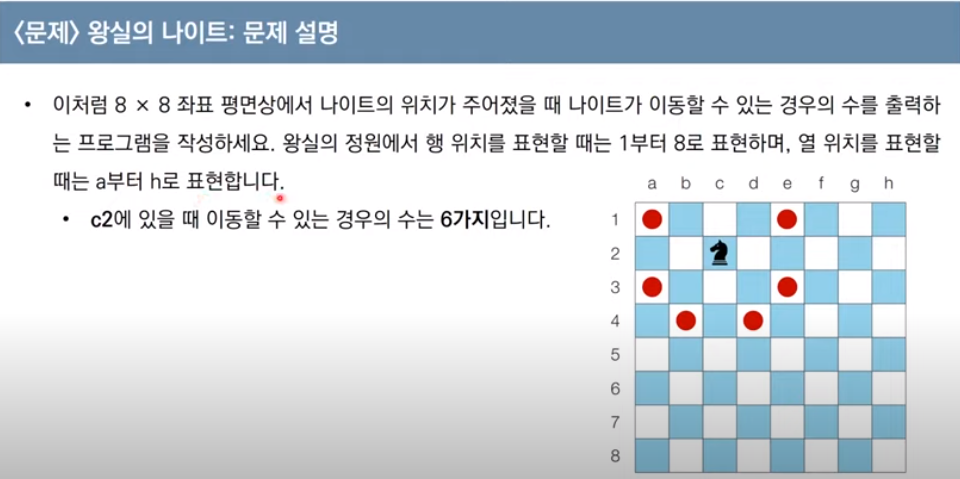 <문제> 왕실의 나이트: 문제 설명
• 이처럼 8 × 8 좌표 평면상에서 나이트의 위치가 주어졌을 때 나이트가 이동할 수 있는 경우의 수를 출력하
는 프로그램을 작성하세요. 왕실의 정원에서 행 위치를 표현할 때는 1부터 8로 표현하며, 열 위치를 표현할
때는 a부터 h로 표현합니다.
• c2에 있을 때 이동할 수 있는 경우의 수는 6가지입니다.
a b c d e f g h
1
2
3
4
5
6
7
8